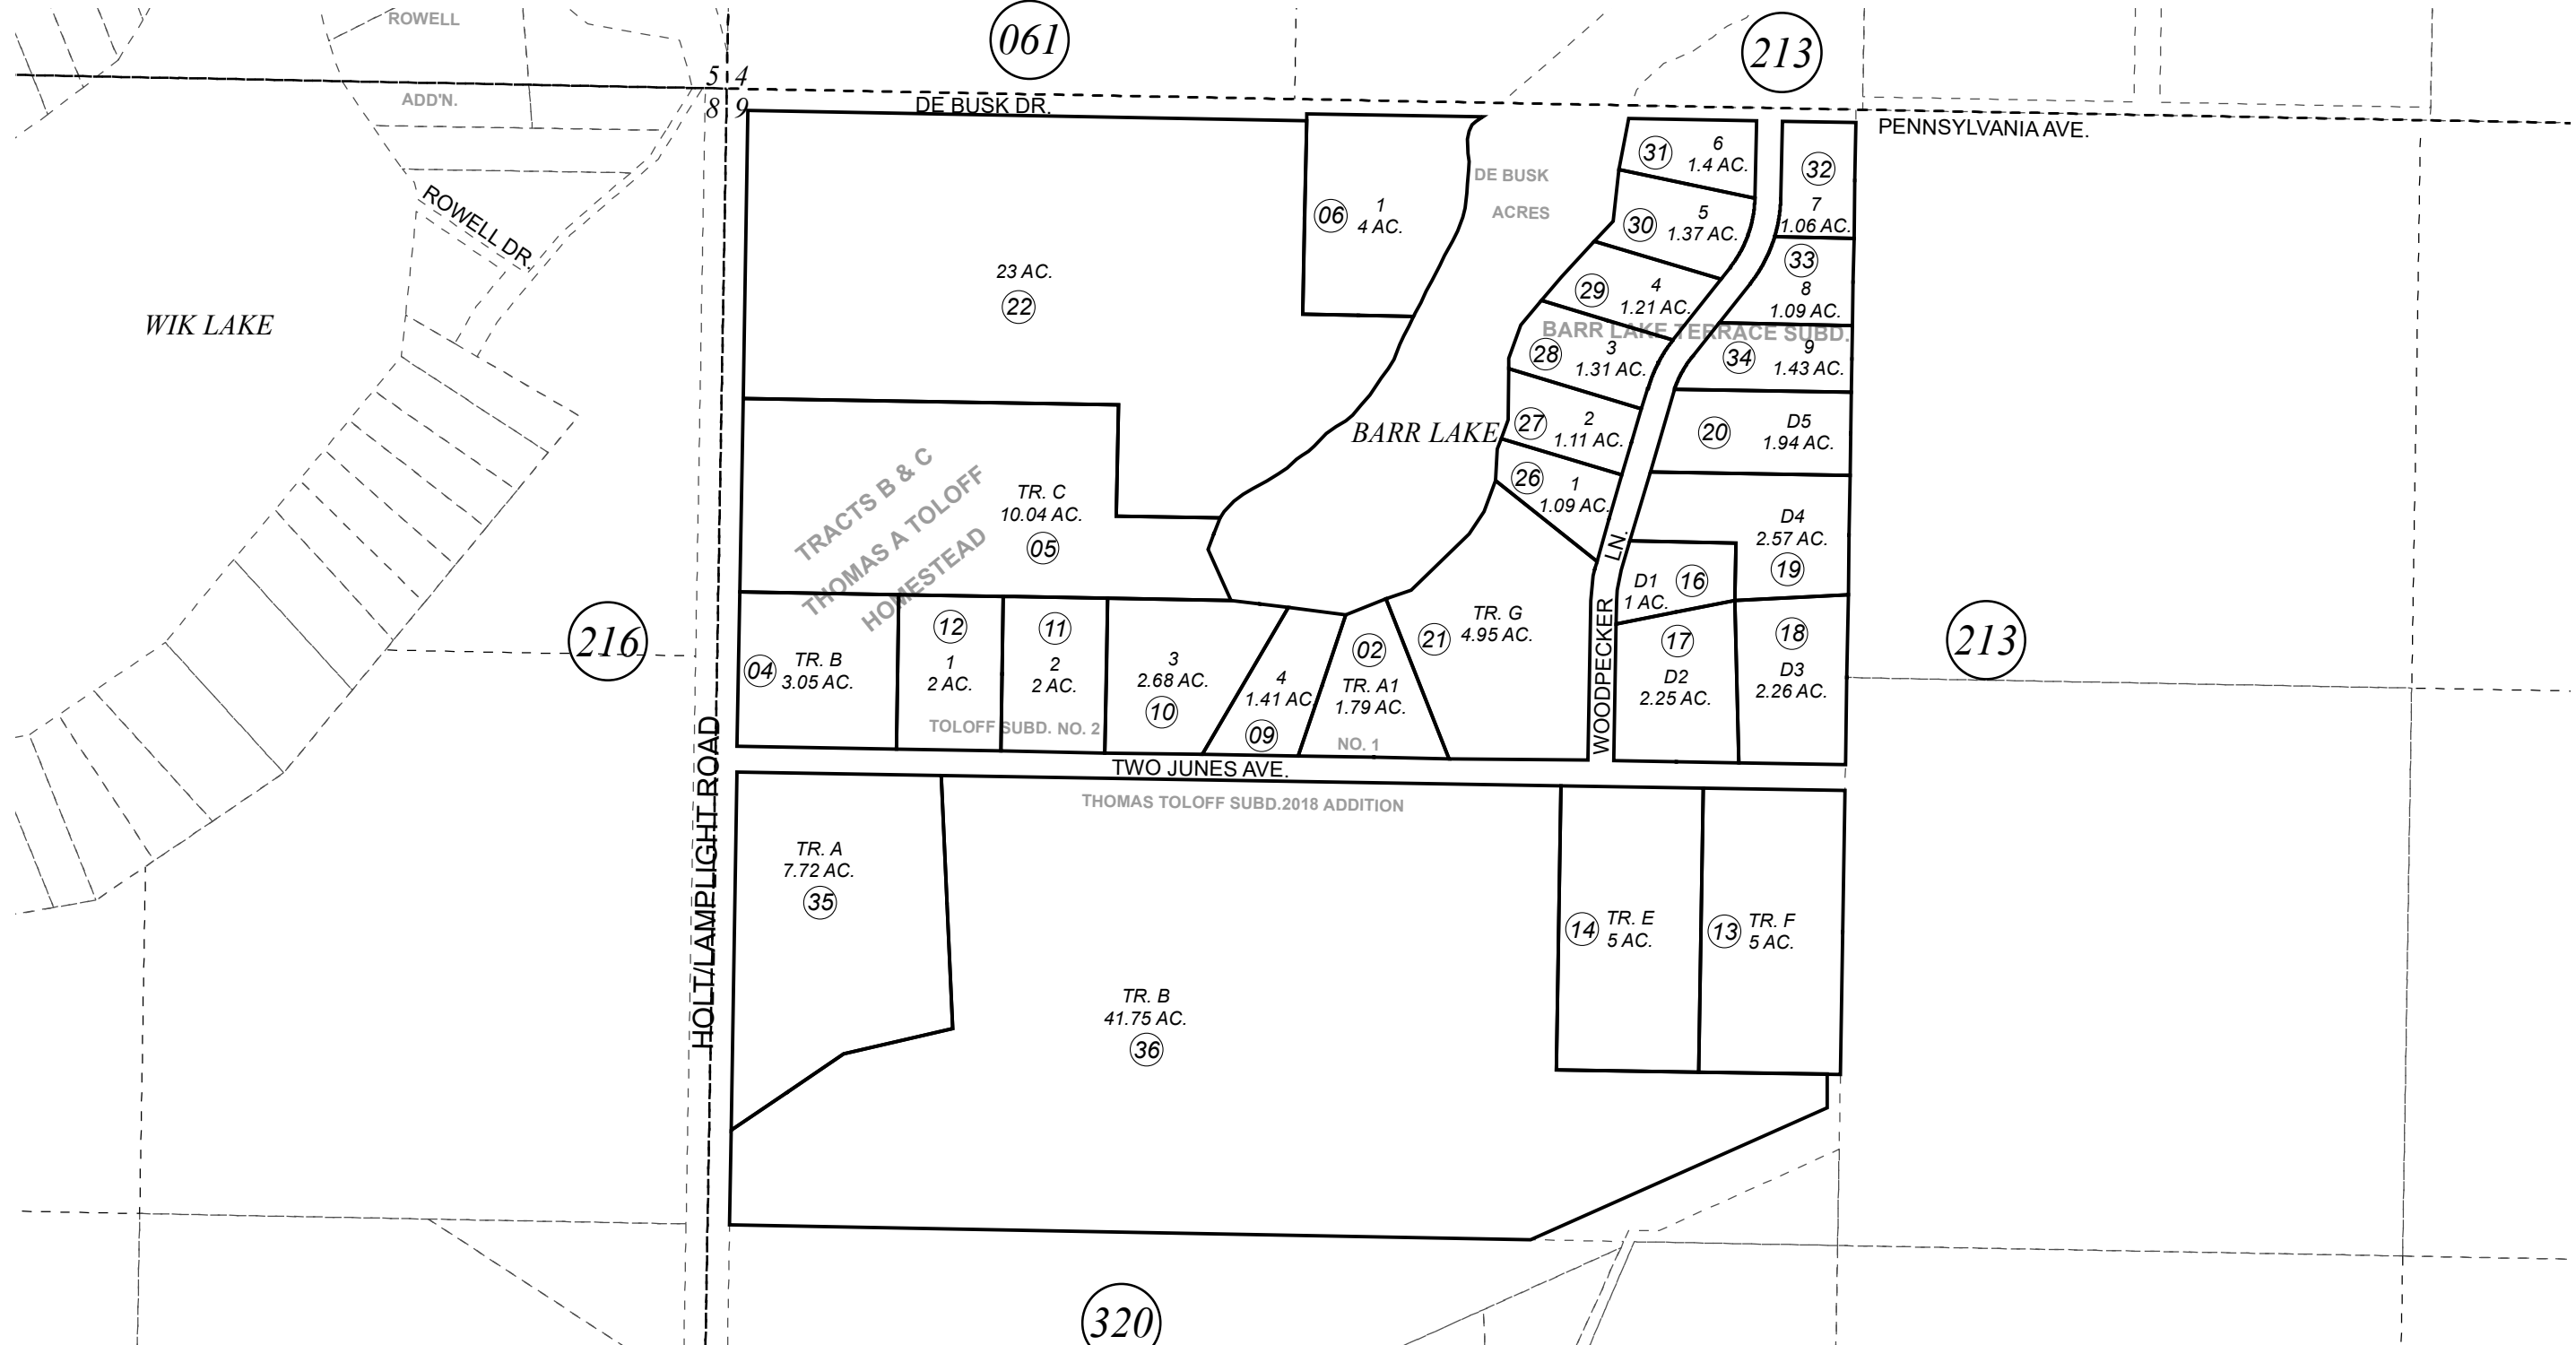 ROWELL
ADD'N.
061
213
5 4
8 9
DE BUSK DR.
PENNSYLVANIA AVE.
ROWELL DR.
WIK LAKE
23 AC.
22
06
1
4 AC.
DE BUSK
ACRES
31
6
1.4 AC.
30
5
1.37 AC.
29
4
1.21 AC.
BARR LAKE TERRACE SUBD.
28
3
1.31 AC.
27
2
1.11 AC.
26
1
1.09 AC.
32
7
1.06 AC.
33
8
1.09 AC.
34
9
1.43 AC.
20
D5
1.94 AC.
D4
2.57 AC.
19
D1
1 AC.
16
17
D2
2.25 AC.
18
D3
2.26 AC.
BARR LAKE
TRACTS B & C
THOMAS A TOLOFF
HOMESTEAD
TR. C
10.04 AC.
05
216
213
04
TR. B
3.05 AC.
12
1
2 AC.
11
2
2 AC.
3
2.68 AC.
10
4
1.41 AC.
09
02
TR. A1
1.79 AC.
21
TR. G
4.95 AC.
TOLOFF SUBD. NO. 2
NO. 1
WOODPECKER LN.
TWO JUNES AVE.
THOMAS TOLOFF SUBD.2018 ADDITION
HOLT/LAMPLIGHT ROAD
TR. A
7.72 AC.
35
TR. B
41.75 AC.
36
14
TR. E
5 AC.
13
TR. F
5 AC.
320